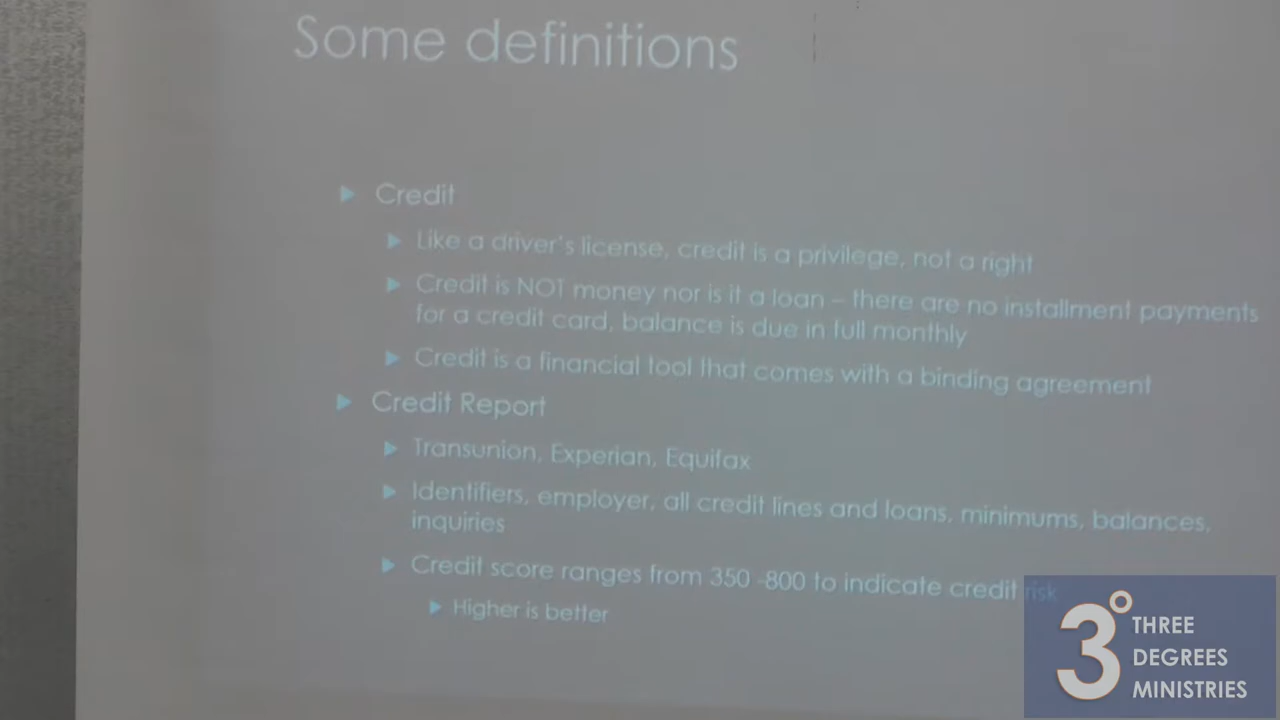 Some definitions
Credit
Like a driver's license, credit is a privilege, not a right
Credit is NOT money nor is it a loan – there are no installment payments
for a credit card, balance is due in full monthly
Credit is a financial tool that comes with a binding agreement
Credit Report
Transunion, Experian, Equifax
Identifiers, employer, all credit lines and loans, minimums, balances,
inquiries
Credit score ranges from 350 -800 to indicate credit risk
Higher is better
3° THREE
DEGREES
MINISTRIES